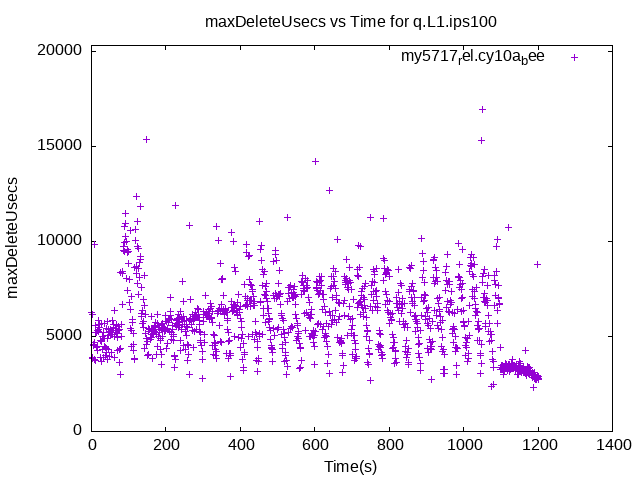 maxDeleteUsecs vs Time for q.L1.ips100
my5717rel.cy10abee
20000
15000
10000
5000
0
maxDeleteUsecs
0 200 400 600 800 1000 1200 1400
Time(s)